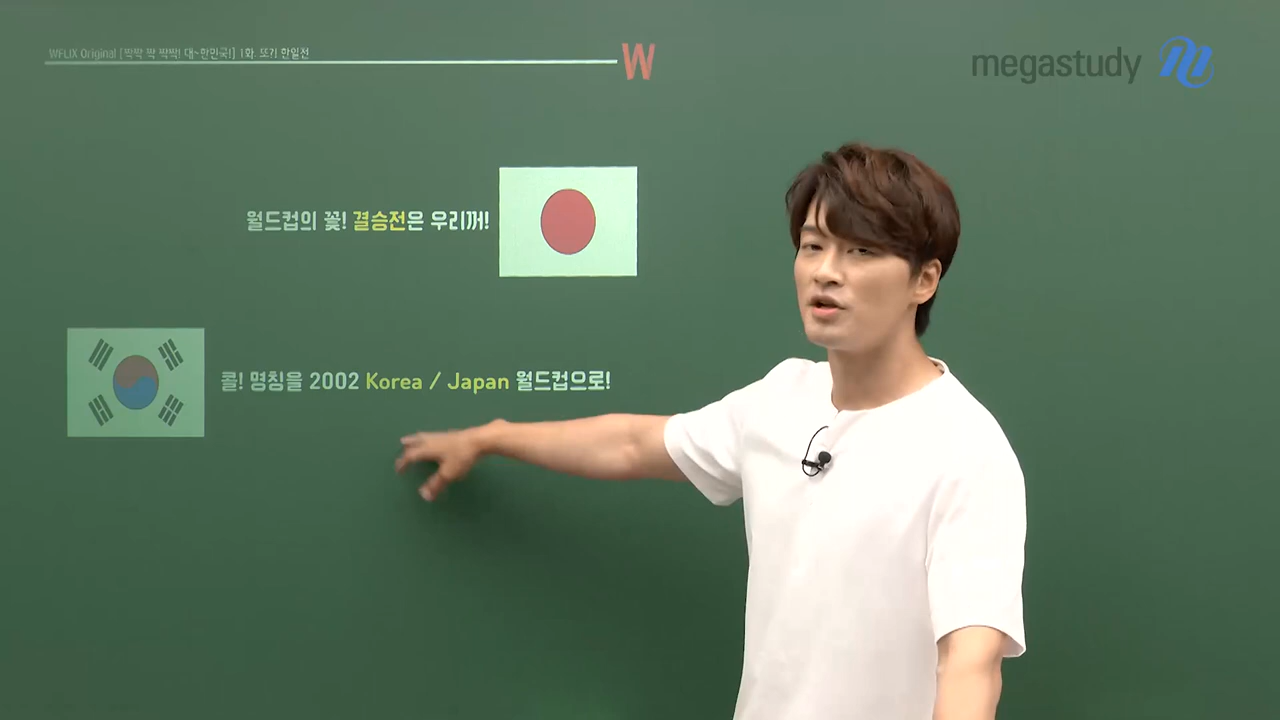 WFLIX Original [짝짝 짝 짝짝! 대~한민국!] 1화. 또기 한일전
W
megastudy
월드컵의 꽃! 결승전은 우리꺼!
콜! 명칭을 2002 Korea / Japan 월드컵으로!